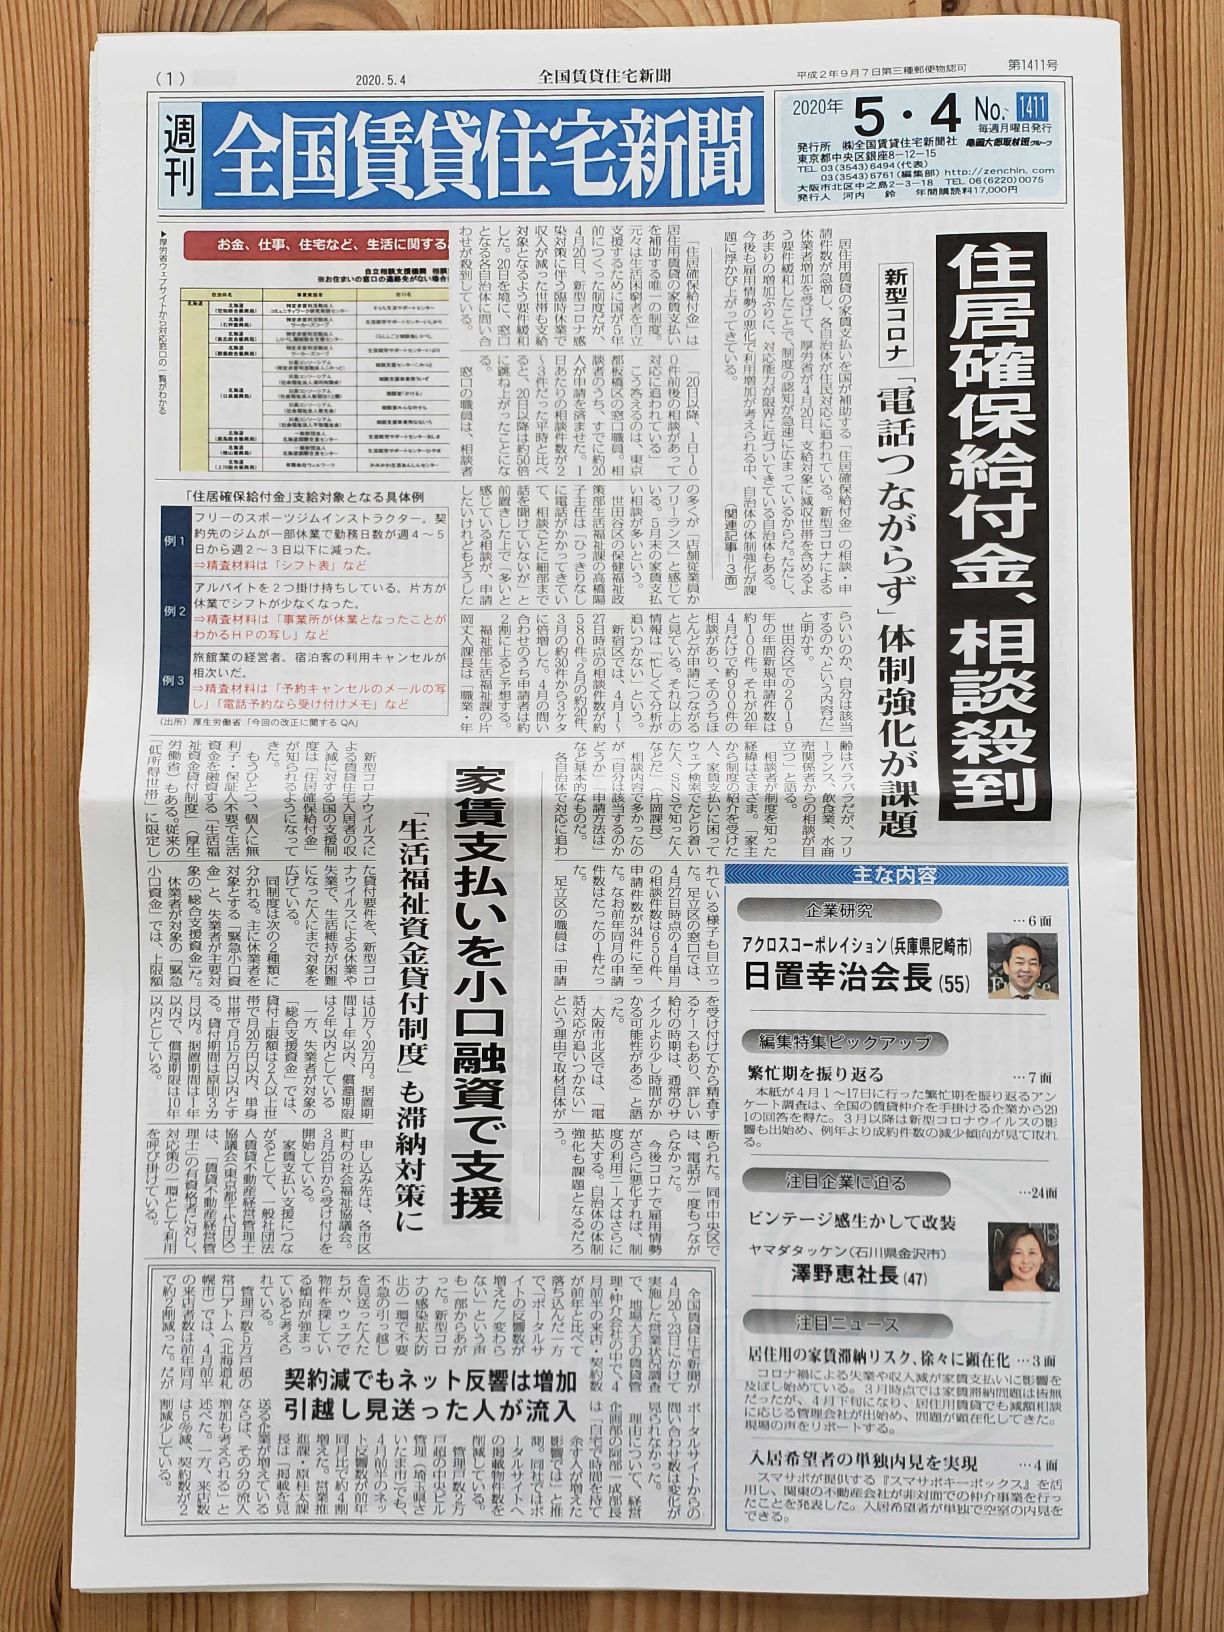 (1)
2020.5.4
全国賃貸住宅新聞
平成2年9月7日第三種郵便物認可
第1411号
週刊
全国賃貸住宅新聞
2020年
5・4
No.
1411
毎週月曜日発行
発行所 ㈱全国賃貸住宅新聞社
亀岡大郎取材班グループ
東京都中央区銀座8-12-15
TEL 03(3543)6494(代表)
03(3543)6761(編集部) http://zenchin.com
大阪市北区中之島2-3-18 TEL 06(6220)0075
発行人 河内 鈴 年間購読料17,000円
住居確保給付金、相談殺到
新型コロナ
「電話つながらず」体制強化が課題
居住用賃貸の家賃支払いを国が補助する「住居確保給付金」の相談・申
請件数が急増し、各自治体が住民対応に追われている。新型コロナによる
休業者増加を受けて、厚労省が4月20日、支給対象に減収世帯を含めるよ
う要件緩和したことで、制度の認知が急速に広まっているからだ。ただし、
あまりの増加ぶりに、対応能力が限界に近づいてきている自治体もある。
今後も雇用情勢の悪化で利用増加が考えられる中、自治体の体制強化が課
題に浮かび上がってきている。
(関連記事=3面)
「住居確保給付金」は
居住用賃貸の家賃支払い
を補助する唯一の制度。
元々は生活困窮者を自立
支援するために国が5年
前につくった制度だが、
4月20日、新型コロナ感
染対策に伴う臨時休業で
収入が減った世帯も支給
対象となるよう要件緩和
した。20日を境に、窓口
となる各自治体に問い合
わせが殺到している。
「20日以降、1日10
0件前後の相談があって
対応に追われている」
こう答えるのは、東京
都板橋区の窓口職員。相
談者のうち、すでに約20
人が申請を済ませた。1
日あたりの相談件数が2
〜3件だった平時と比べ
ると、20日以降は約50倍
に跳ね上がったことにな
る。
窓口の職員は、相談者
の多くが「店舗従業員か
フリーランス」と感じて
いる。5月末の家賃支払
い相談が多いという。
世田谷区の保健福祉政
策部生活福祉課の高橋陽
子主任は「ひっきりなし
に電話がかかってきてい
て、相談ごとに細部まで
話を聞けていないが」と
前置きした上で「多いと
感じている相談が、申請
したいけれどもどうした
らいいのか、自分は該当
するのか、という内容だ」
と明かす。
世田谷区での2019
年の年間新規申請件数は
約100件。それが20年
4月だけで約900件の
相談があり、そのうちほ
とんどが申請につながる
と見ている。それ以上の
情報は「忙しくて分析が
追いつかない」という。
新宿区では、4月1〜
27日時点の相談件数が約
580件。2月の約20件、
3月の約30件から3ケタ
に倍増した。4月の問い
合わせのうち申請者は約
2割に上ると予想する。
福祉部生活福祉課の片
岡丈人課長は「職業・年
齢はバラバラだが、フリ
ーランス、飲食業、水商
売関係者からの相談が目
立つ」と語る。
相談者が制度を知った
経緯はさまざま。「家主
から制度の紹介を受けた
人、家賃支払いに困って
ウェブ検索でたどり着い
た人、SNSで知った人
などだ」(片岡課長)
相談内容で多かったの
が「自分は該当するのか
どうか」「申請方法は」
など基本的なものだ。
各自治体で対応に追わ
れている様子も目立っ
た。足立区の窓口では、
4月27日時点の4月単月
の相談件数は650件、
申請件数が34件に至っ
た。なお前年同月の申請
件数はたったの1件だっ
た。
足立区の職員は「申請
を受け付けてから精査す
るケースもあり、詳しい
給付の時期は、通常のサ
イクルより少し時間がか
かる可能性がある」と語
った。
大阪市北区では、「電
話対応が追いつかない」
という理由で取材自体が
断られた。同市中央区で
は、電話が一度もつなが
らなかった。
今後コロナで雇用情勢
がさらに悪化すれば、制
度の利用ニーズはさらに
拡大する。自治体の体制
強化も課題となるだろ
う。
▶厚労省ウェブサイトから対応窓口の一覧がわかる
お金、仕事、住宅など、生活に関する
自立相談支援機関 相談
※お住まいの窓口の連絡先がない場合
「住居確保給付金」支給対象となる具体例
例1
フリーのスポーツジムインストラクター。契
約先のジムが一部休業で勤務日数が週4〜5
日から週2〜3日以下に減った。
⇒精査材料は「シフト表」など
例2
アルバイトを2つ掛け持ちしている。片方が
休業でシフトが少なくなった。
⇒精査材料は「事業所が休業となったことが
わかるHPの写し」など
例3
旅館業の経営者。宿泊客の利用キャンセルが
相次いだ。
⇒精査材料は「予約キャンセルのメールの写
し」「電話予約なら受け付けメモ」など
(出所)厚生労働省「今回の改正に関するQA」
家賃支払いを小口融資で支援
「生活福祉資金貸付制度」も滞納対策に
新型コロナウイルスに
よる賃貸住宅入居者の収
入減に対する国の支援制
度は「住居確保給付金」
が知られるようになって
きた。
もうひとつ、個人に無
利子・保証人不要で生活
資金を融資する「生活福
祉資金貸付制度」(厚生
労働省)もある。従来の
「低所得世帯」に限定し
た貸付要件を、新型コロ
ナウイルスによる休業や
失業で、生活維持が困難
になった人にまで対象を
広げている。
同制度は次の2種類に
分かれる。主に休業者を
対象とする「緊急小口資
金」と、失業者が主要対
象の「総合支援資金」だ。
休業者が対象の「緊急
小口資金」では、上限額
は10万〜20万円。据置期
間は1年以内、償還期限
は2年以内としている。
一方、失業者が対象の
「総合支援資金」では、
貸付上限額は2人以上世
帯で月20万円以内、単身
世帯で月15万円以内とす
る。貸付期間は原則3カ
月以内。据置期間は1年
以内で、償還期限は10年
以内としている。
申し込み先は、各市区
町村の社会福祉協議会。
3月25日から受け付けを
開始している。
家賃支払い支援につな
がるとして、一般社団法
人賃貸不動産経営管理士
協議会(東京都千代田区)
は、「賃貸不動産経営管
理士」の有資格者に対し、
対応策の一環として利用
を呼び掛けている。
契約減でもネット反響は増加
引越し見送った人が流入
全国賃貸住宅新聞が
4月20〜23日にかけて
実施した営業状況調査
で、地場大手の賃貸管
理・仲介会社の中で、4
月前半の来店・契約数
が前年と比べて
落ち込んだ一方
で、「ポータルサ
イトの反響数が
増えた/変わら
ない」という声
も一部からあが
った。新型コロ
ナの感染拡大防
止の一環で不要
不急の引っ越し
を見送った人た
ちが、ウェブで
物件を探してい
る傾向が強まっ
ていると考えら
れている。
管理戸数5万戸超の
常口アトム(北海道札
幌市)では、4月前半
の来店者数は前年同月
で約2割減った。だが
ポータルサイトからの
問い合わせ数は変化が
見られなかった。
理由について、経営
企画部の阿部一成部長
は「自宅で時間を持て
余す人が増えた
影響では」と推
測。同社ではポ
ータルサイトへ
の掲載物件数を
削減している。
管理戸数2万
戸超の中央ビル
管理(埼玉県さ
いたま市)でも、
4月前半のネッ
ト反響数が前年
同月比で約4割
増えた。営業推
進課・原桂太課
長は「掲載を見
送る企業が増えている
ならば、その分の流入
増加も考えられる」と
述べた。一方、来店数
は5%減、契約数が2
割減少している。
主な内容
企業研究
…6面
アクロスコーポレイション(兵庫県尼崎市)
日置幸治会長(55)
編集特集ピックアップ
繁忙期を振り返る …7面
本紙が4月1〜17日に行った繁忙期を振り返るアン
ケート調査は、全国の賃貸仲介を手掛ける企業から29
1の回答を得た。3月以降は新型コロナウイルスの影
響も出始め、例年より成約件数の減少傾向が見て取れ
る。
注目企業に迫る
…24面
ビンテージ感生かして改装
ヤマダタッケン(石川県金沢市)
澤野恵社長(47)
注目ニュース
居住用の家賃滞納リスク、徐々に顕在化 …3面
コロナ禍による失業や収入減が家賃支払いに影響を
及ぼし始めている。3月時点では家賃滞納問題は皆無
だったが、4月下旬になり、居住用賃貸でも減額相談
に応じる管理会社が出始め、問題が顕在化してきた。
現場の声をリポートした。
入居希望者の単独内見を実現 …4面
スマサポが提供する『スマサポキーボックス』を活
用し、関東の不動産会社が非対面での仲介事業を行っ
たことを発表した。入居希望者が単独で空室の内見を
できる。